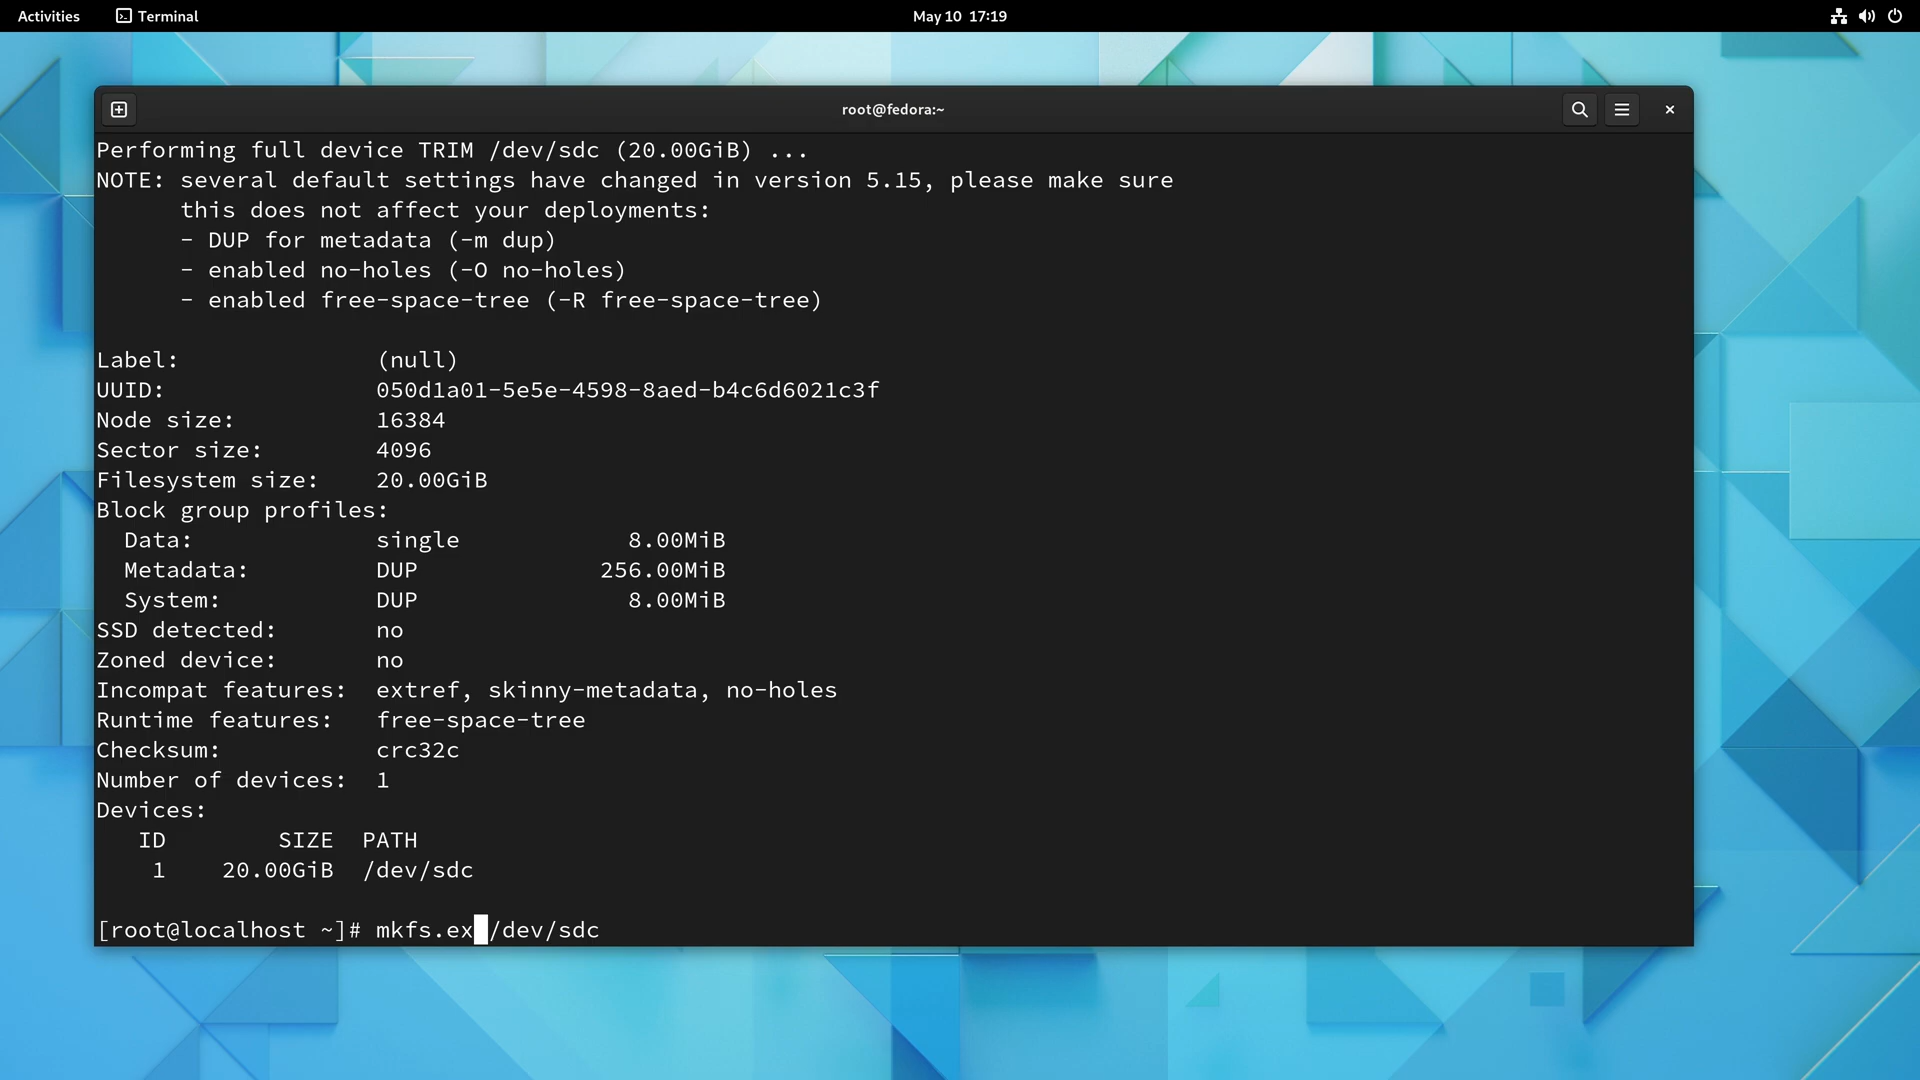 Activities Terminal May 10 17:19
root@fedora:~
Performing full device TRIM /dev/sdc (20.00GiB) ...
NOTE: several default settings have changed in version 5.15, please make sure
this does not affect your deployments:
- DUP for metadata (-m dup)
- enabled no-holes (-O no-holes)
- enabled free-space-tree (-R free-space-tree)
Label: (null)
UUID: 050d1a01-5e5e-4598-8aed-b4c6d6021c3f
Node size: 16384
Sector size: 4096
Filesystem size: 20.00GiB
Block group profiles:
Data: single 8.00MiB
Metadata: DUP 256.00MiB
System: DUP 8.00MiB
SSD detected: no
Zoned device: no
Incompat features: extref, skinny-metadata, no-holes
Runtime features: free-space-tree
Checksum: crc32c
Number of devices: 1
Devices:
ID SIZE PATH
1 20.00GiB /dev/sdc
[root@localhost ~]# mkfs.ex /dev/sdc